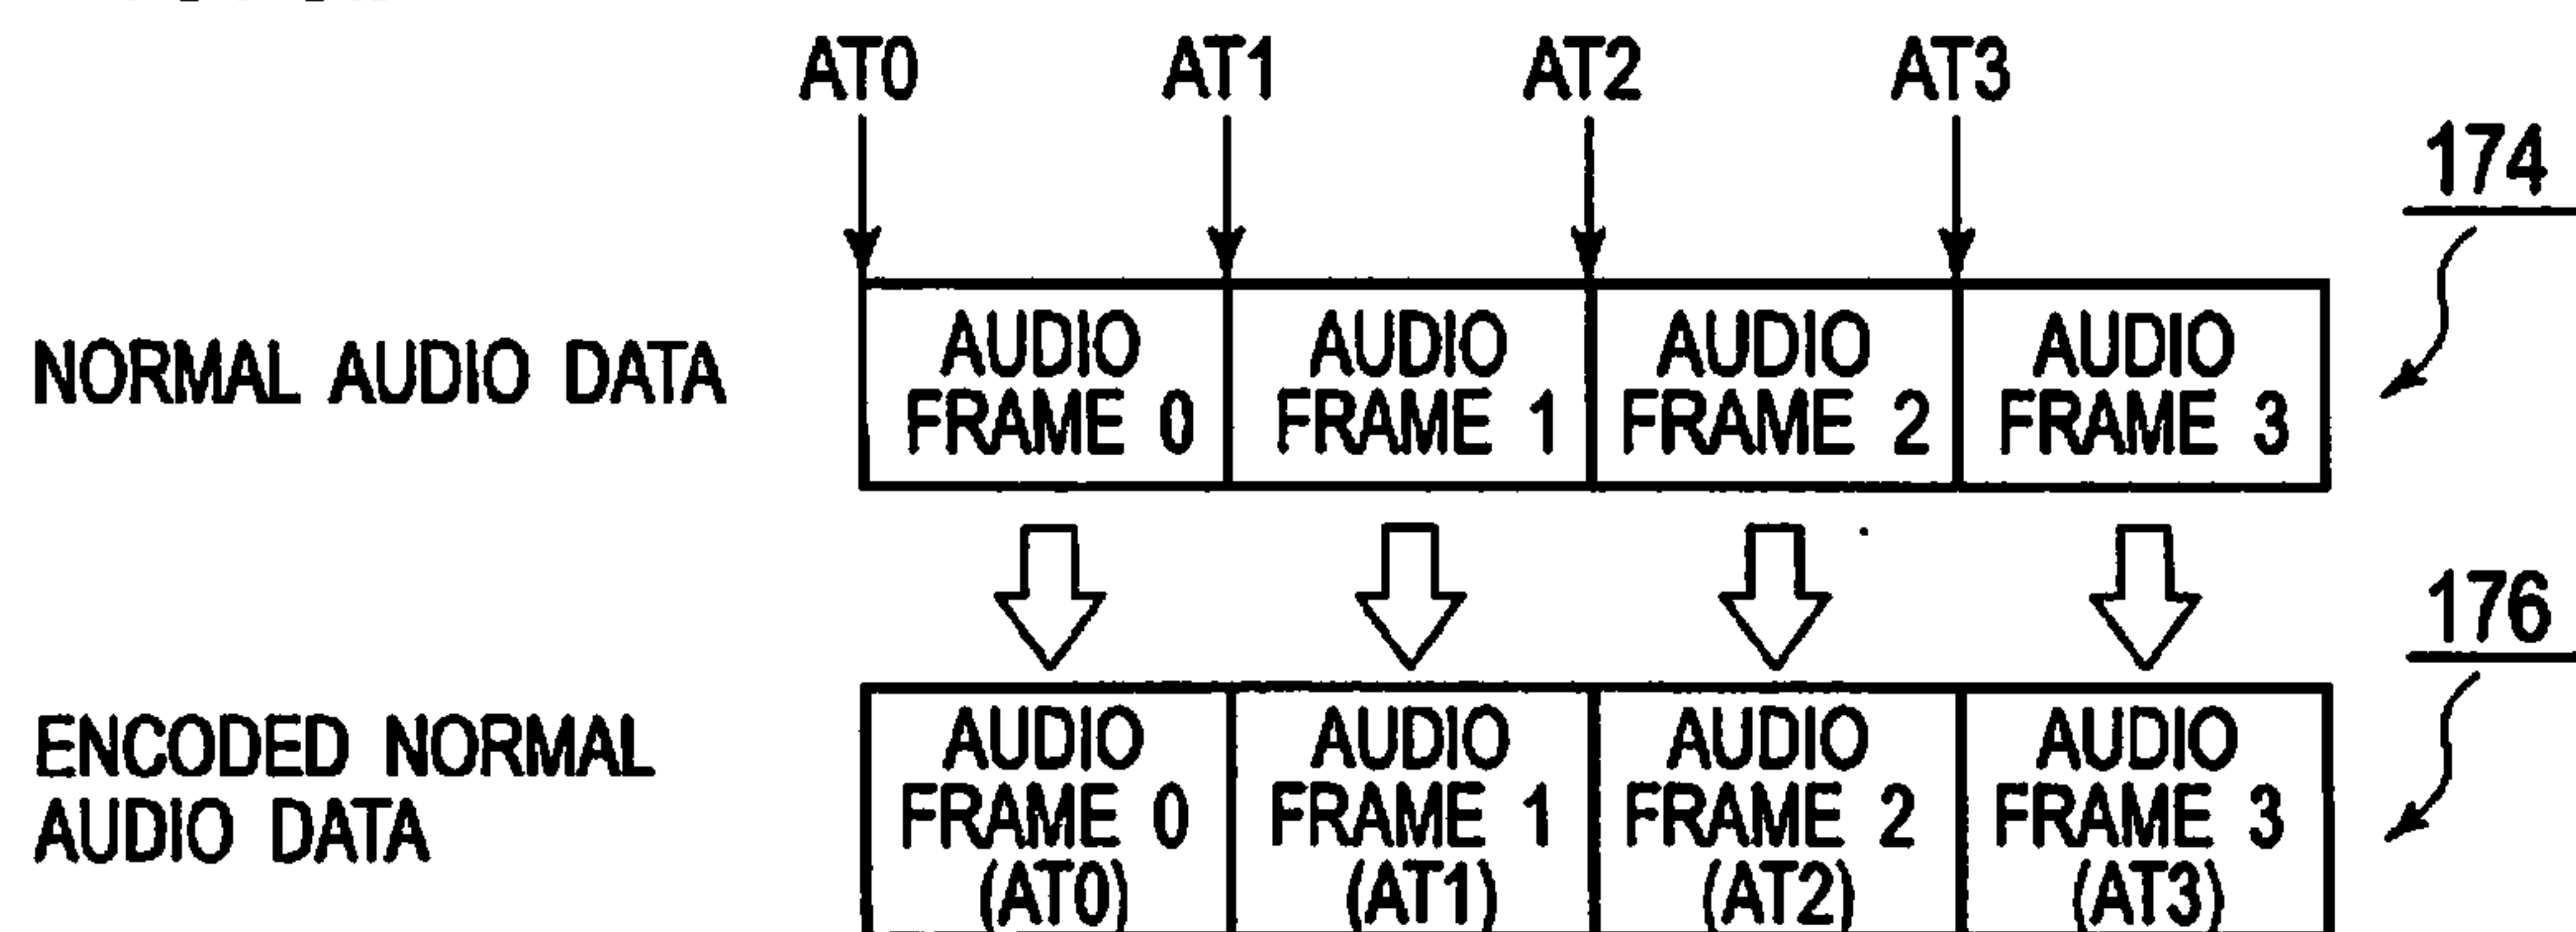 AT0 AT1 AT2 AT3
174
NORMAL AUDIO DATA
AUDIO FRAME 0
AUDIO FRAME 1
AUDIO FRAME 2
AUDIO FRAME 3
176
ENCODED NORMAL
AUDIO DATA
AUDIO
FRAME 0
(AT0)
AUDIO
FRAME 1
(AT1)
AUDIO
FRAME 2
(AT2)
AUDIO
FRAME 3
(AT3)